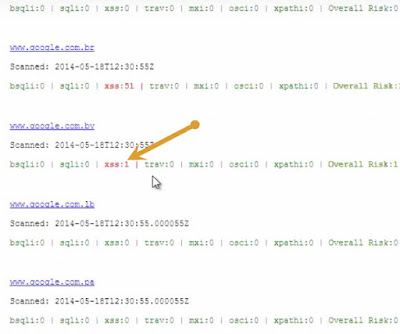 bsqli:0 | sqli:0 | xss:0 | trav:0 | mxi:0 | osci:0 | xpathi:0 | Overall Risk:0
www.google.com.br
Scanned: 2014-05-18T12:30:55Z
bsqli:0 | sqli:0 | xss:51 | trav:0 | mxi:0 | osci:0 | xpathi:0 | Overall Risk:
www.google.com.by
Scanned: 2014-05-18T12:30:55Z
bsqli:0 | sqli:0 | xss:1 | trav:0 | mxi:0 | osci:0 | xpathi:0 | Overall Risk:1
www.google.com.lb
Scanned: 2014-05-18T12:30:55.000055Z
bsqli:0 | sqli:0 | xss:0 | trav:0 | mxi:0 | osci:0 | xpathi:0 | Overall Risk:0
www.google.com.pa
Scanned: 2014-05-18T12:30:55.000055Z
bsqli:0 | sqli:0 | xss:0 | trav:0 | mxi:0 | osci:0 | xpathi:0 | Overall Risk:0